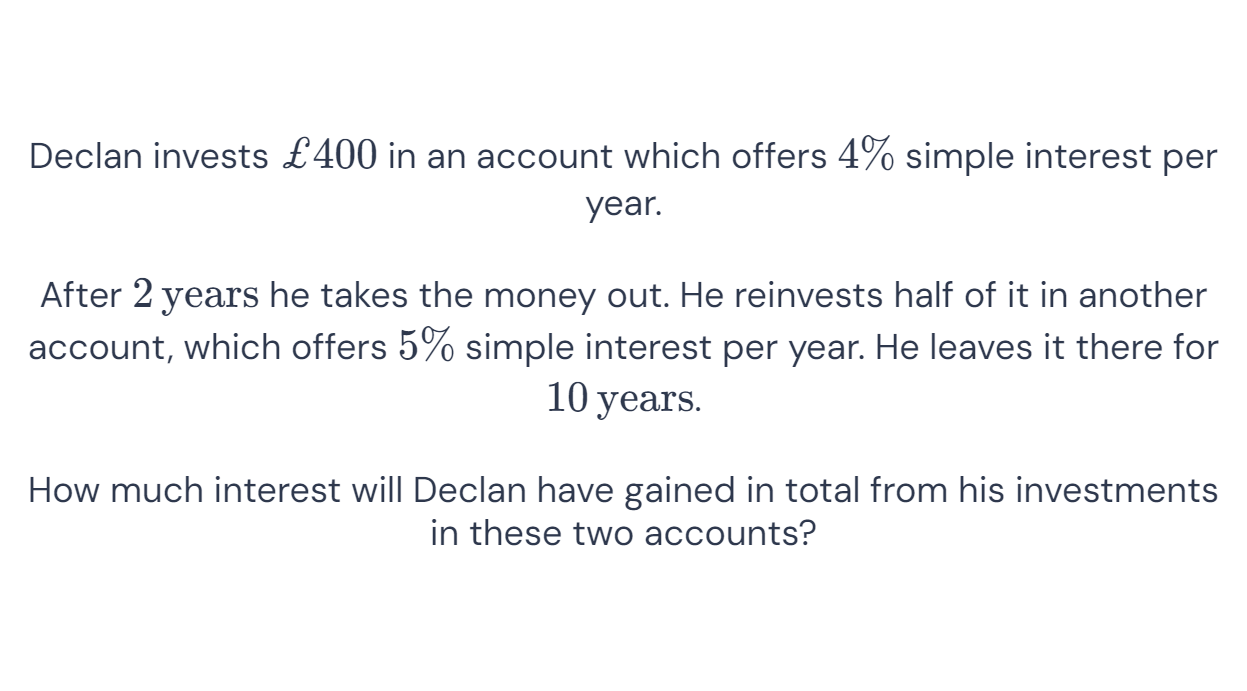 Declan invests £400 in an account which offers 4% simple interest per
year.
After 2 years he takes the money out. He reinvests half of it in another
account, which offers 5% simple interest per year. He leaves it there for
10 years.
How much interest will Declan have gained in total from his investments
in these two accounts?